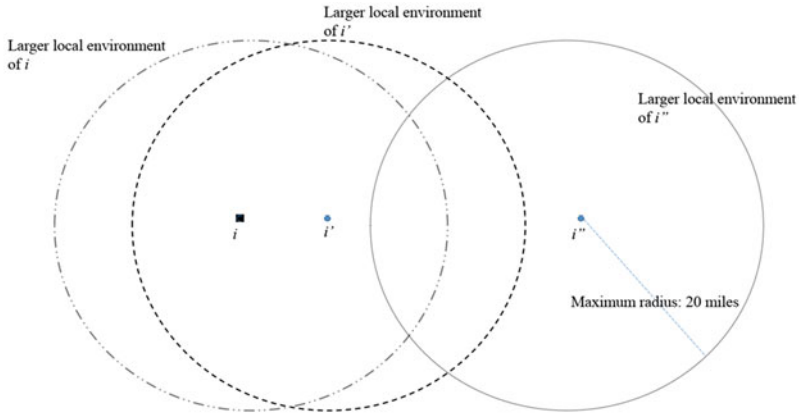 Larger local environment
of i’
Larger local environment
of i
Larger local environment
of i”
i
i’
i”
Maximum radius: 20 miles